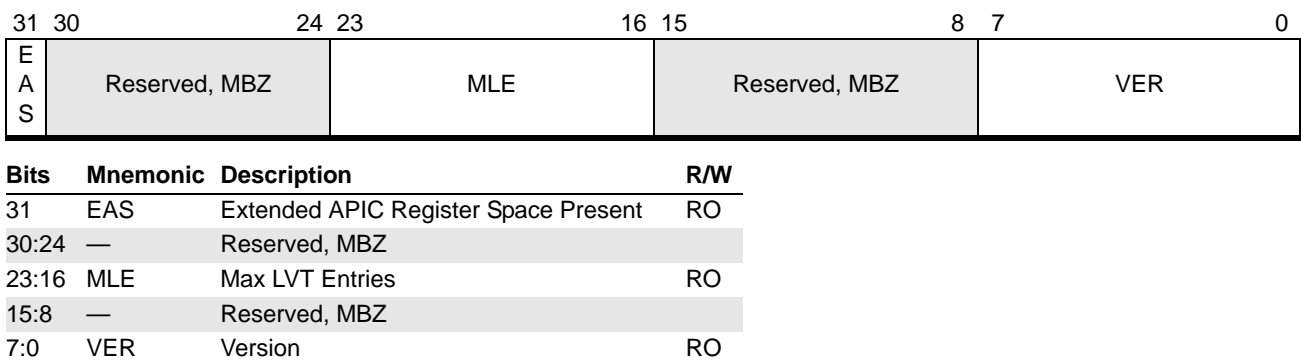 31 30 24 23 16 15 8 7 0
E
A Reserved, MBZ MLE Reserved, MBZ VER
S
Bits Mnemonic Description R/W
31 EAS Extended APIC Register Space Present RO
30:24 — Reserved, MBZ
23:16 MLE Max LVT Entries RO
15:8 — Reserved, MBZ
7:0 VER Version RO